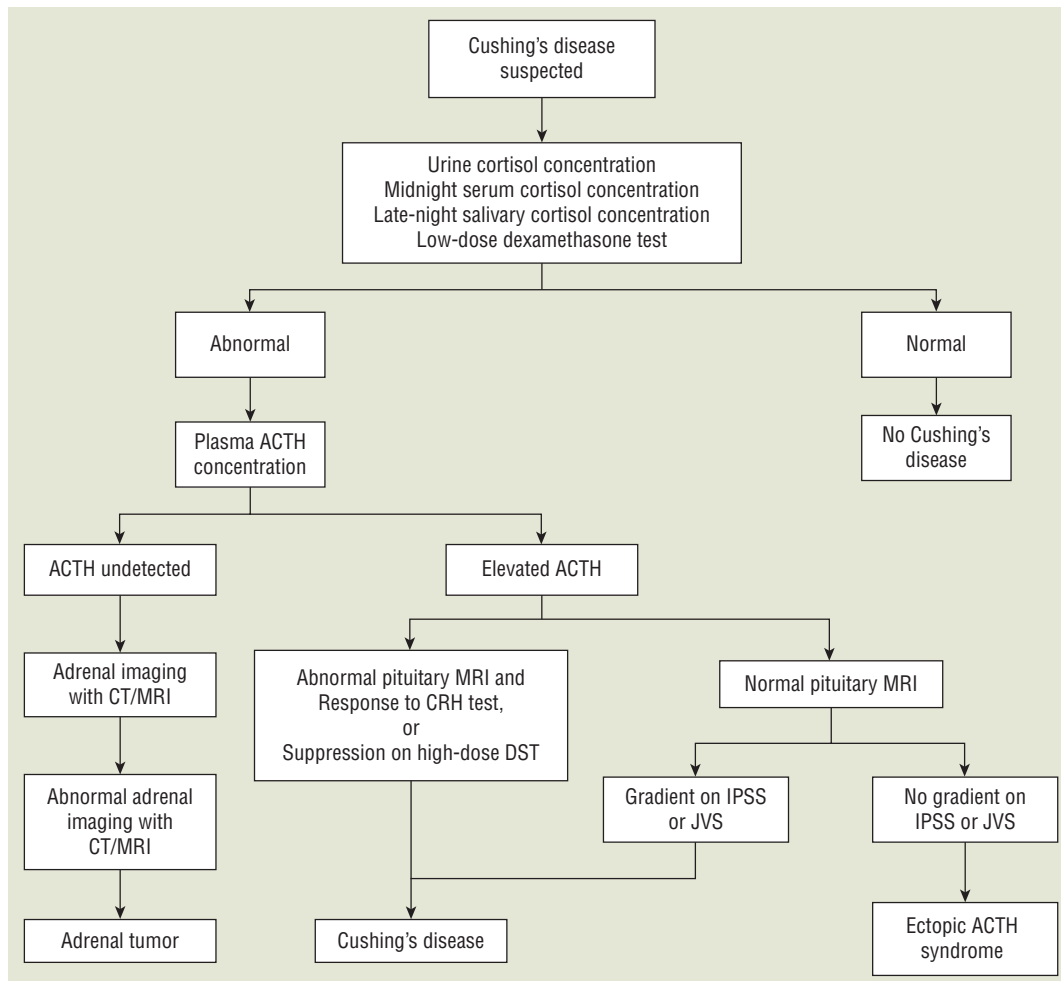 Cushing's disease
suspected
Urine cortisol concentration
Midnight serum cortisol concentration
Late-night salivary cortisol concentration
Low-dose dexamethasone test
Abnormal
Normal
Plasma ACTH
concentration
No Cushing's
disease
ACTH undetected
Elevated ACTH
Adrenal imaging
with CT/MRI
Abnormal pituitary MRI and
Response to CRH test,
or
Suppression on high-dose DST
Normal pituitary MRI
Abnormal adrenal
imaging with
CT/MRI
Gradient on IPSS
or JVS
No gradient on
IPSS or JVS
Adrenal tumor
Cushing's disease
Ectopic ACTH
syndrome